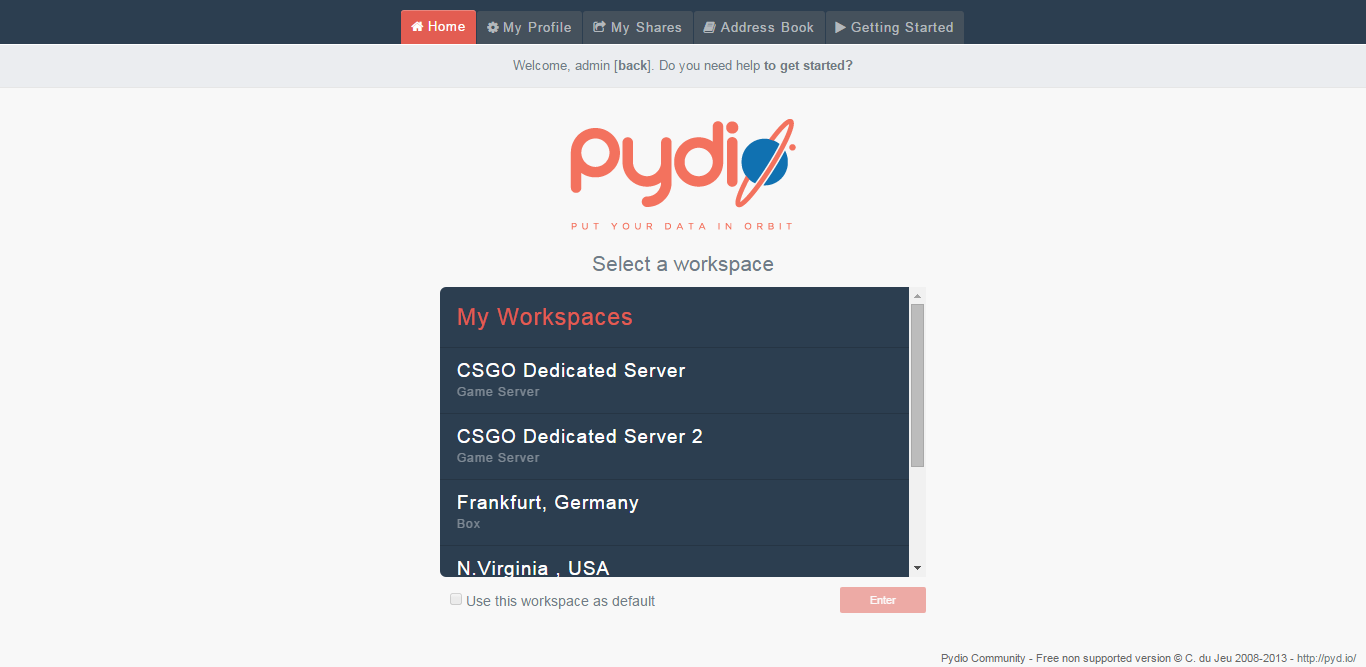 Home My Profile My Shares Address Book Getting Started
Welcome, admin [back]. Do you need help to get started?
pydio
PUT YOUR DATA IN ORBIT
Select a workspace
My Workspaces
CSGO Dedicated Server
Game Server
CSGO Dedicated Server 2
Game Server
Frankfurt, Germany
Box
N.Virginia , USA
Use this workspace as default
Enter
Pydio Community - Free non supported version © C. du Jeu 2008-2013 - http://pyd.io/